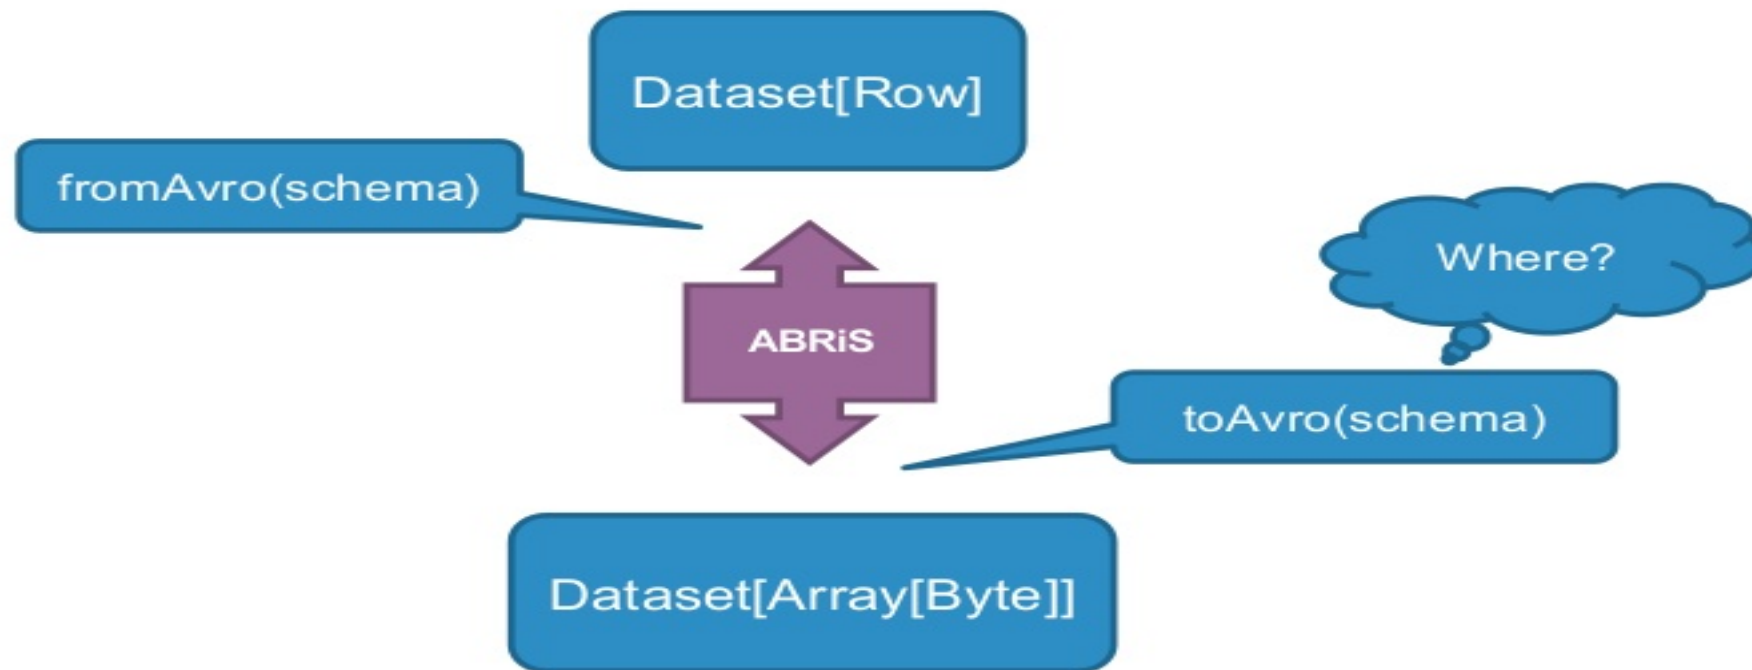 Dataset[Row]
fromAvro(schema)
Where?
ABRiS
toAvro(schema)
Dataset[Array[Byte]]